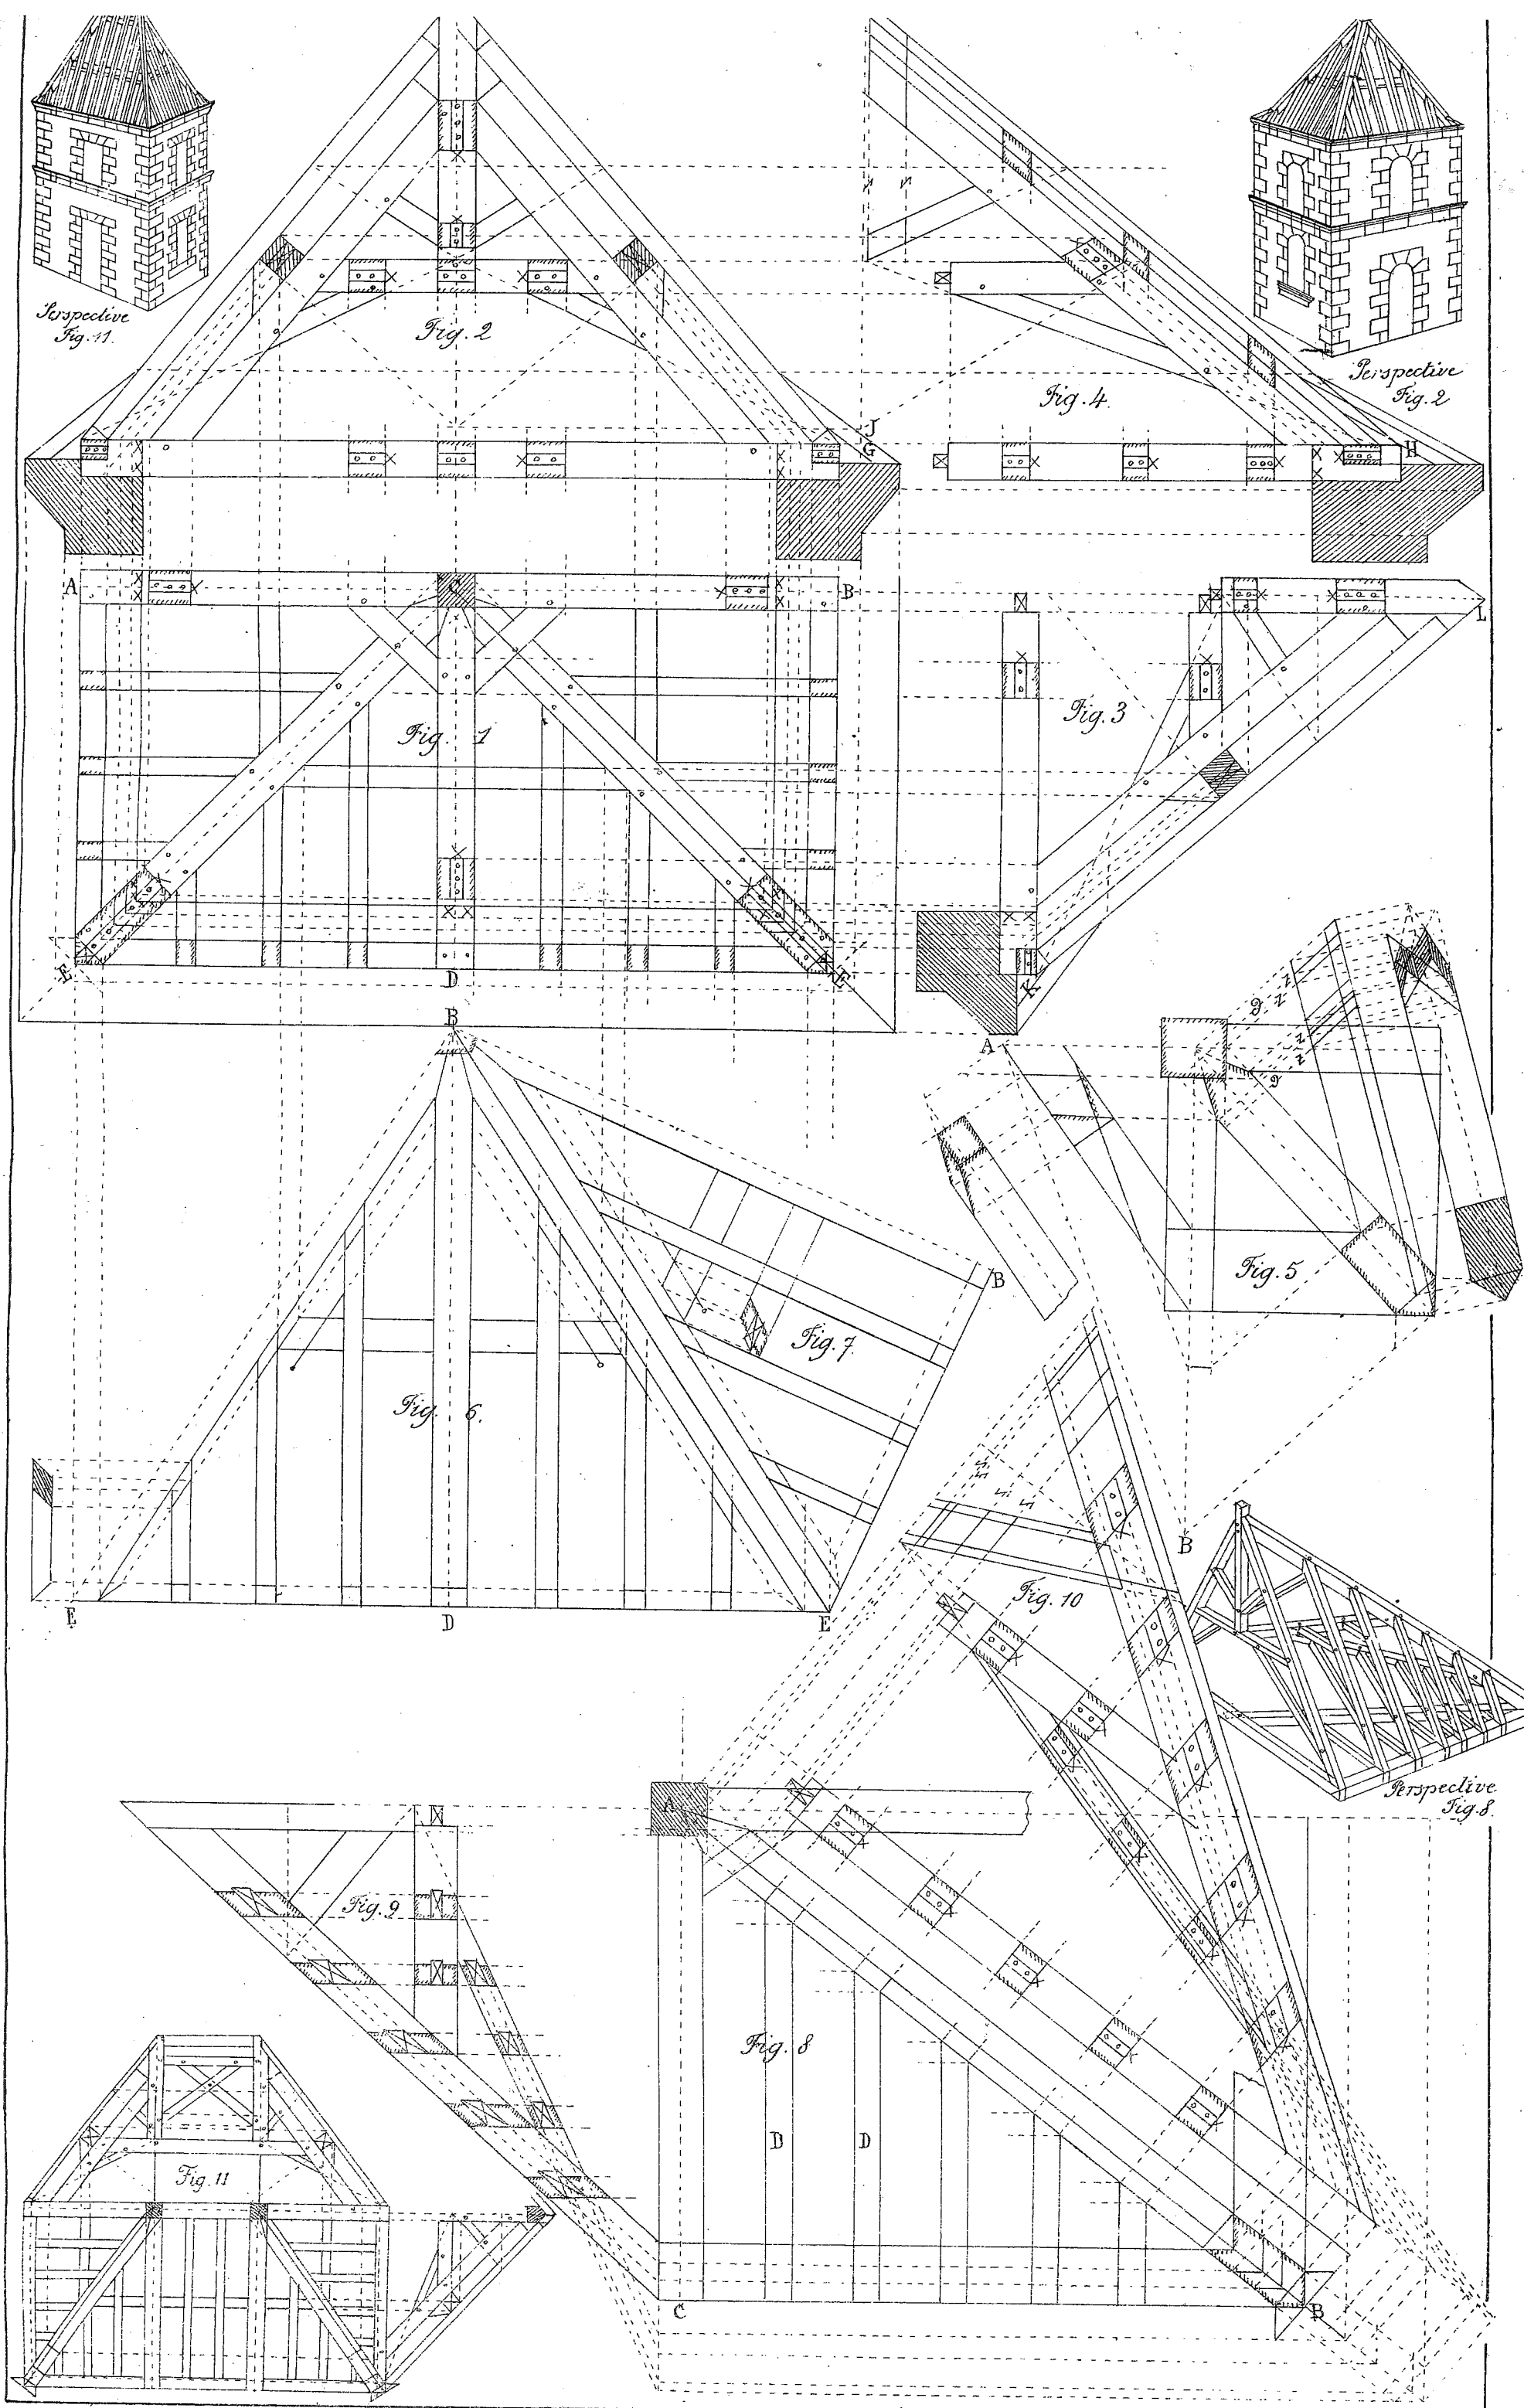 Perspective
Fig. 11.
Fig. 2
Fig. 4.
Perspective
Fig. 2
J
G
H
A
C
B
L
Fig. 1
Fig. 3
E
D
E
K
B
A
Fig. 5
B
Fig. 7.
Fig. 6.
B
E
D
E
Fig. 10
Perspective
Fig. 8.
A
Fig. 9
Fig. 8
D
D
Fig. 11
C
B